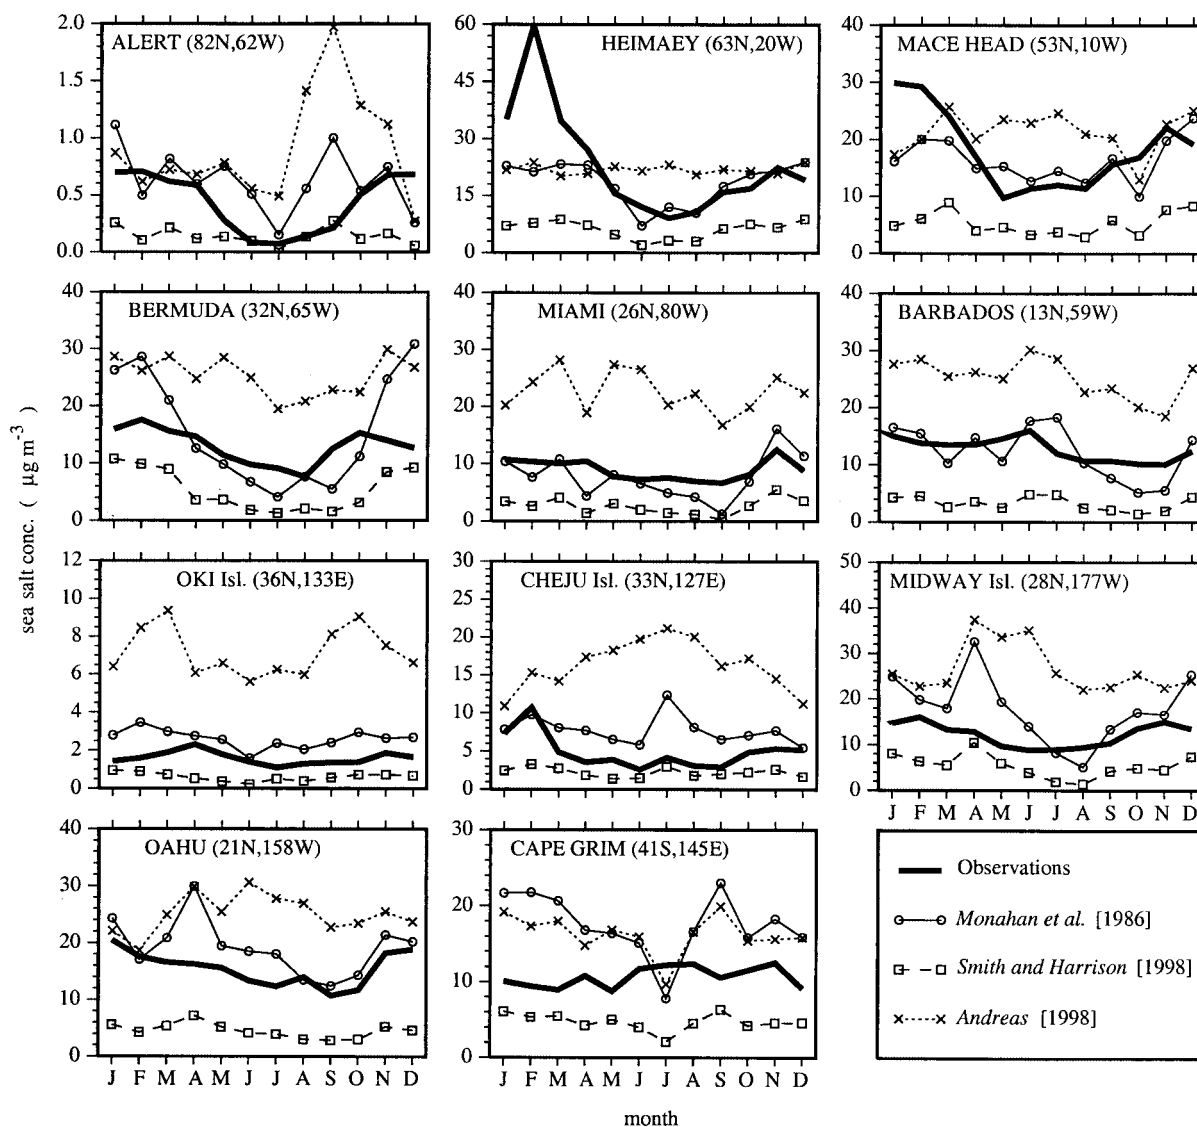 ALERT (82N,62W)
2.0
1.5
1.0
0.5
0.0
HEIMAEY (63N,20W)
60
45
30
15
0
MACE HEAD (53N,10W)
40
30
20
10
0
BERMUDA (32N,65W)
40
30
20
10
0
MIAMI (26N,80W)
40
30
20
10
0
BARBADOS (13N,59W)
40
30
20
10
0
sea salt conc. ( μg m-3 )
OKI Isl. (36N,133E)
12
10
8
6
4
2
0
CHEJU Isl. (33N,127E)
30
25
20
15
10
5
0
MIDWAY Isl. (28N,177W)
50
40
30
20
10
0
J F M A M J J A S O N D
OAHU (21N,158W)
40
30
20
10
0
J F M A M J J A S O N D
CAPE GRIM (41S,145E)
30
20
10
0
J F M A M J J A S O N D
Observations
Monahan et al. [1986]
Smith and Harrison [1998]
Andreas [1998]
month